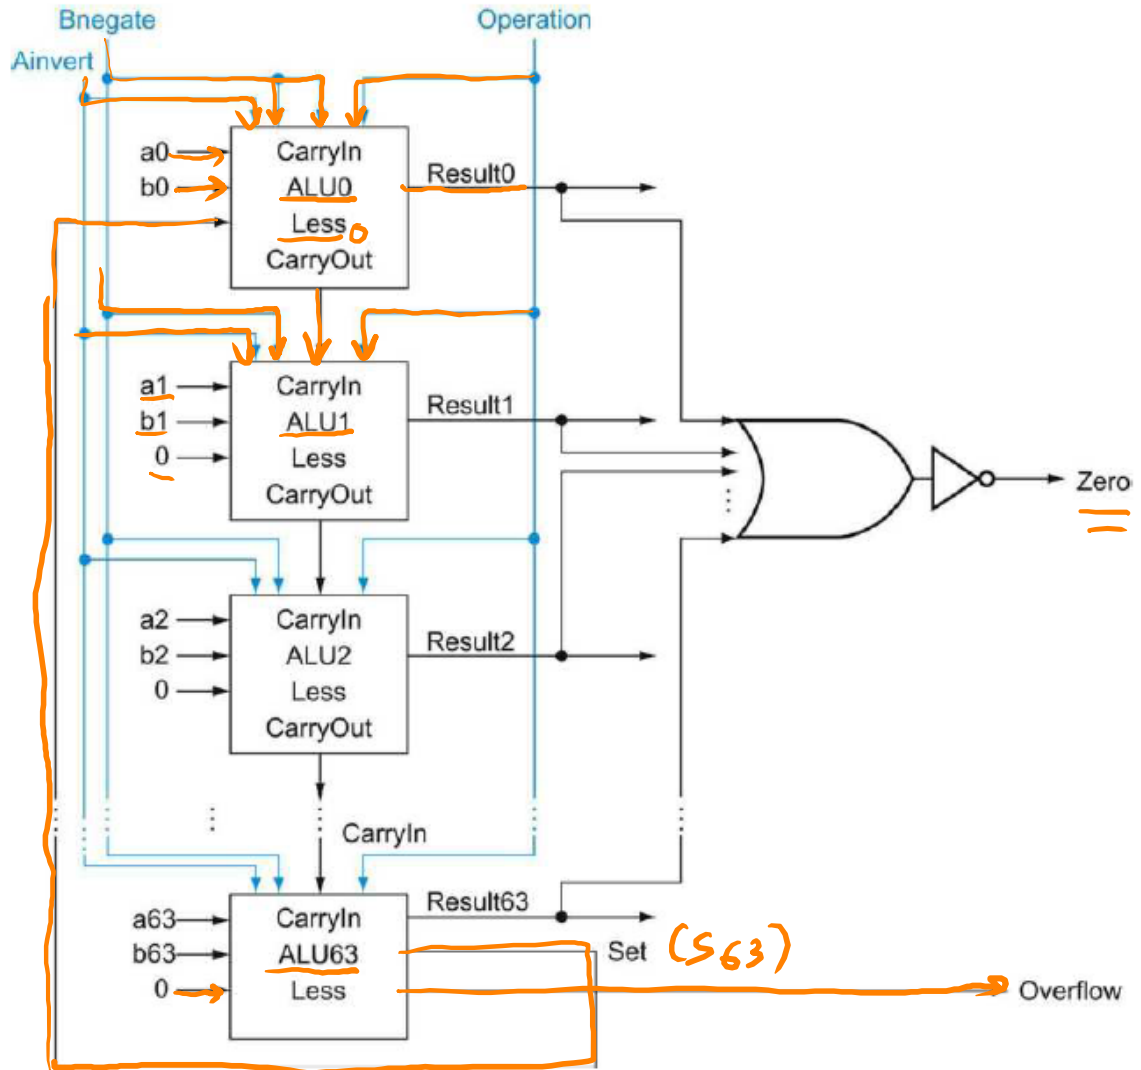 Bnegate
Operation
Ainvert
a0
CarryIn
Result0
b0
ALU0
Less
0
CarryOut
a1
CarryIn
Result1
b1
ALU1
0
Less
CarryOut
Zero
a2
CarryIn
Result2
b2
ALU2
0
Less
CarryOut
CarryIn
a63
CarryIn
Result63
b63
ALU63
Set
(S63)
0
Less
Overflow